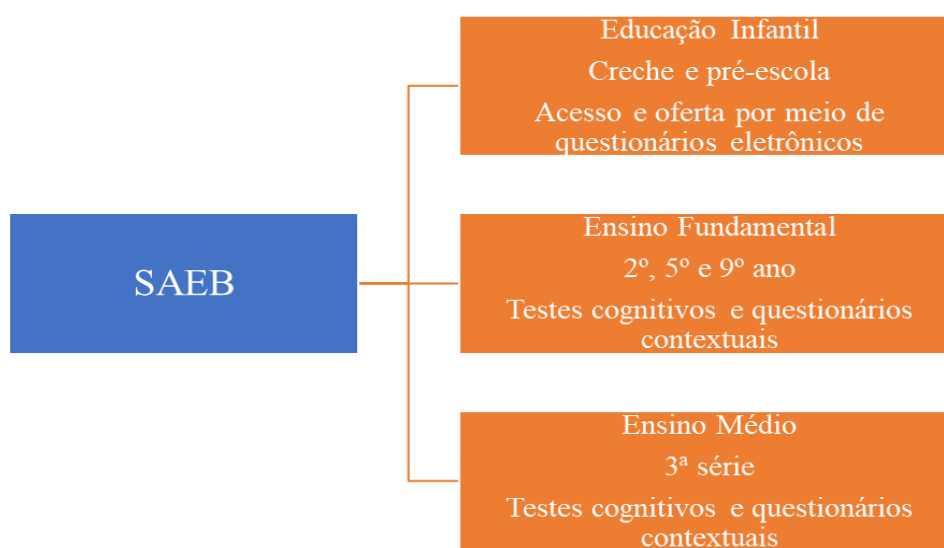 SAEB
Educação Infantil
Creche e pré-escola
Acesso e oferta por meio de
questionários eletrônicos
Ensino Fundamental
2º, 5º e 9º ano
Testes cognitivos e questionários
contextuais
Ensino Médio
3ª série
Testes cognitivos e questionários
contextuais